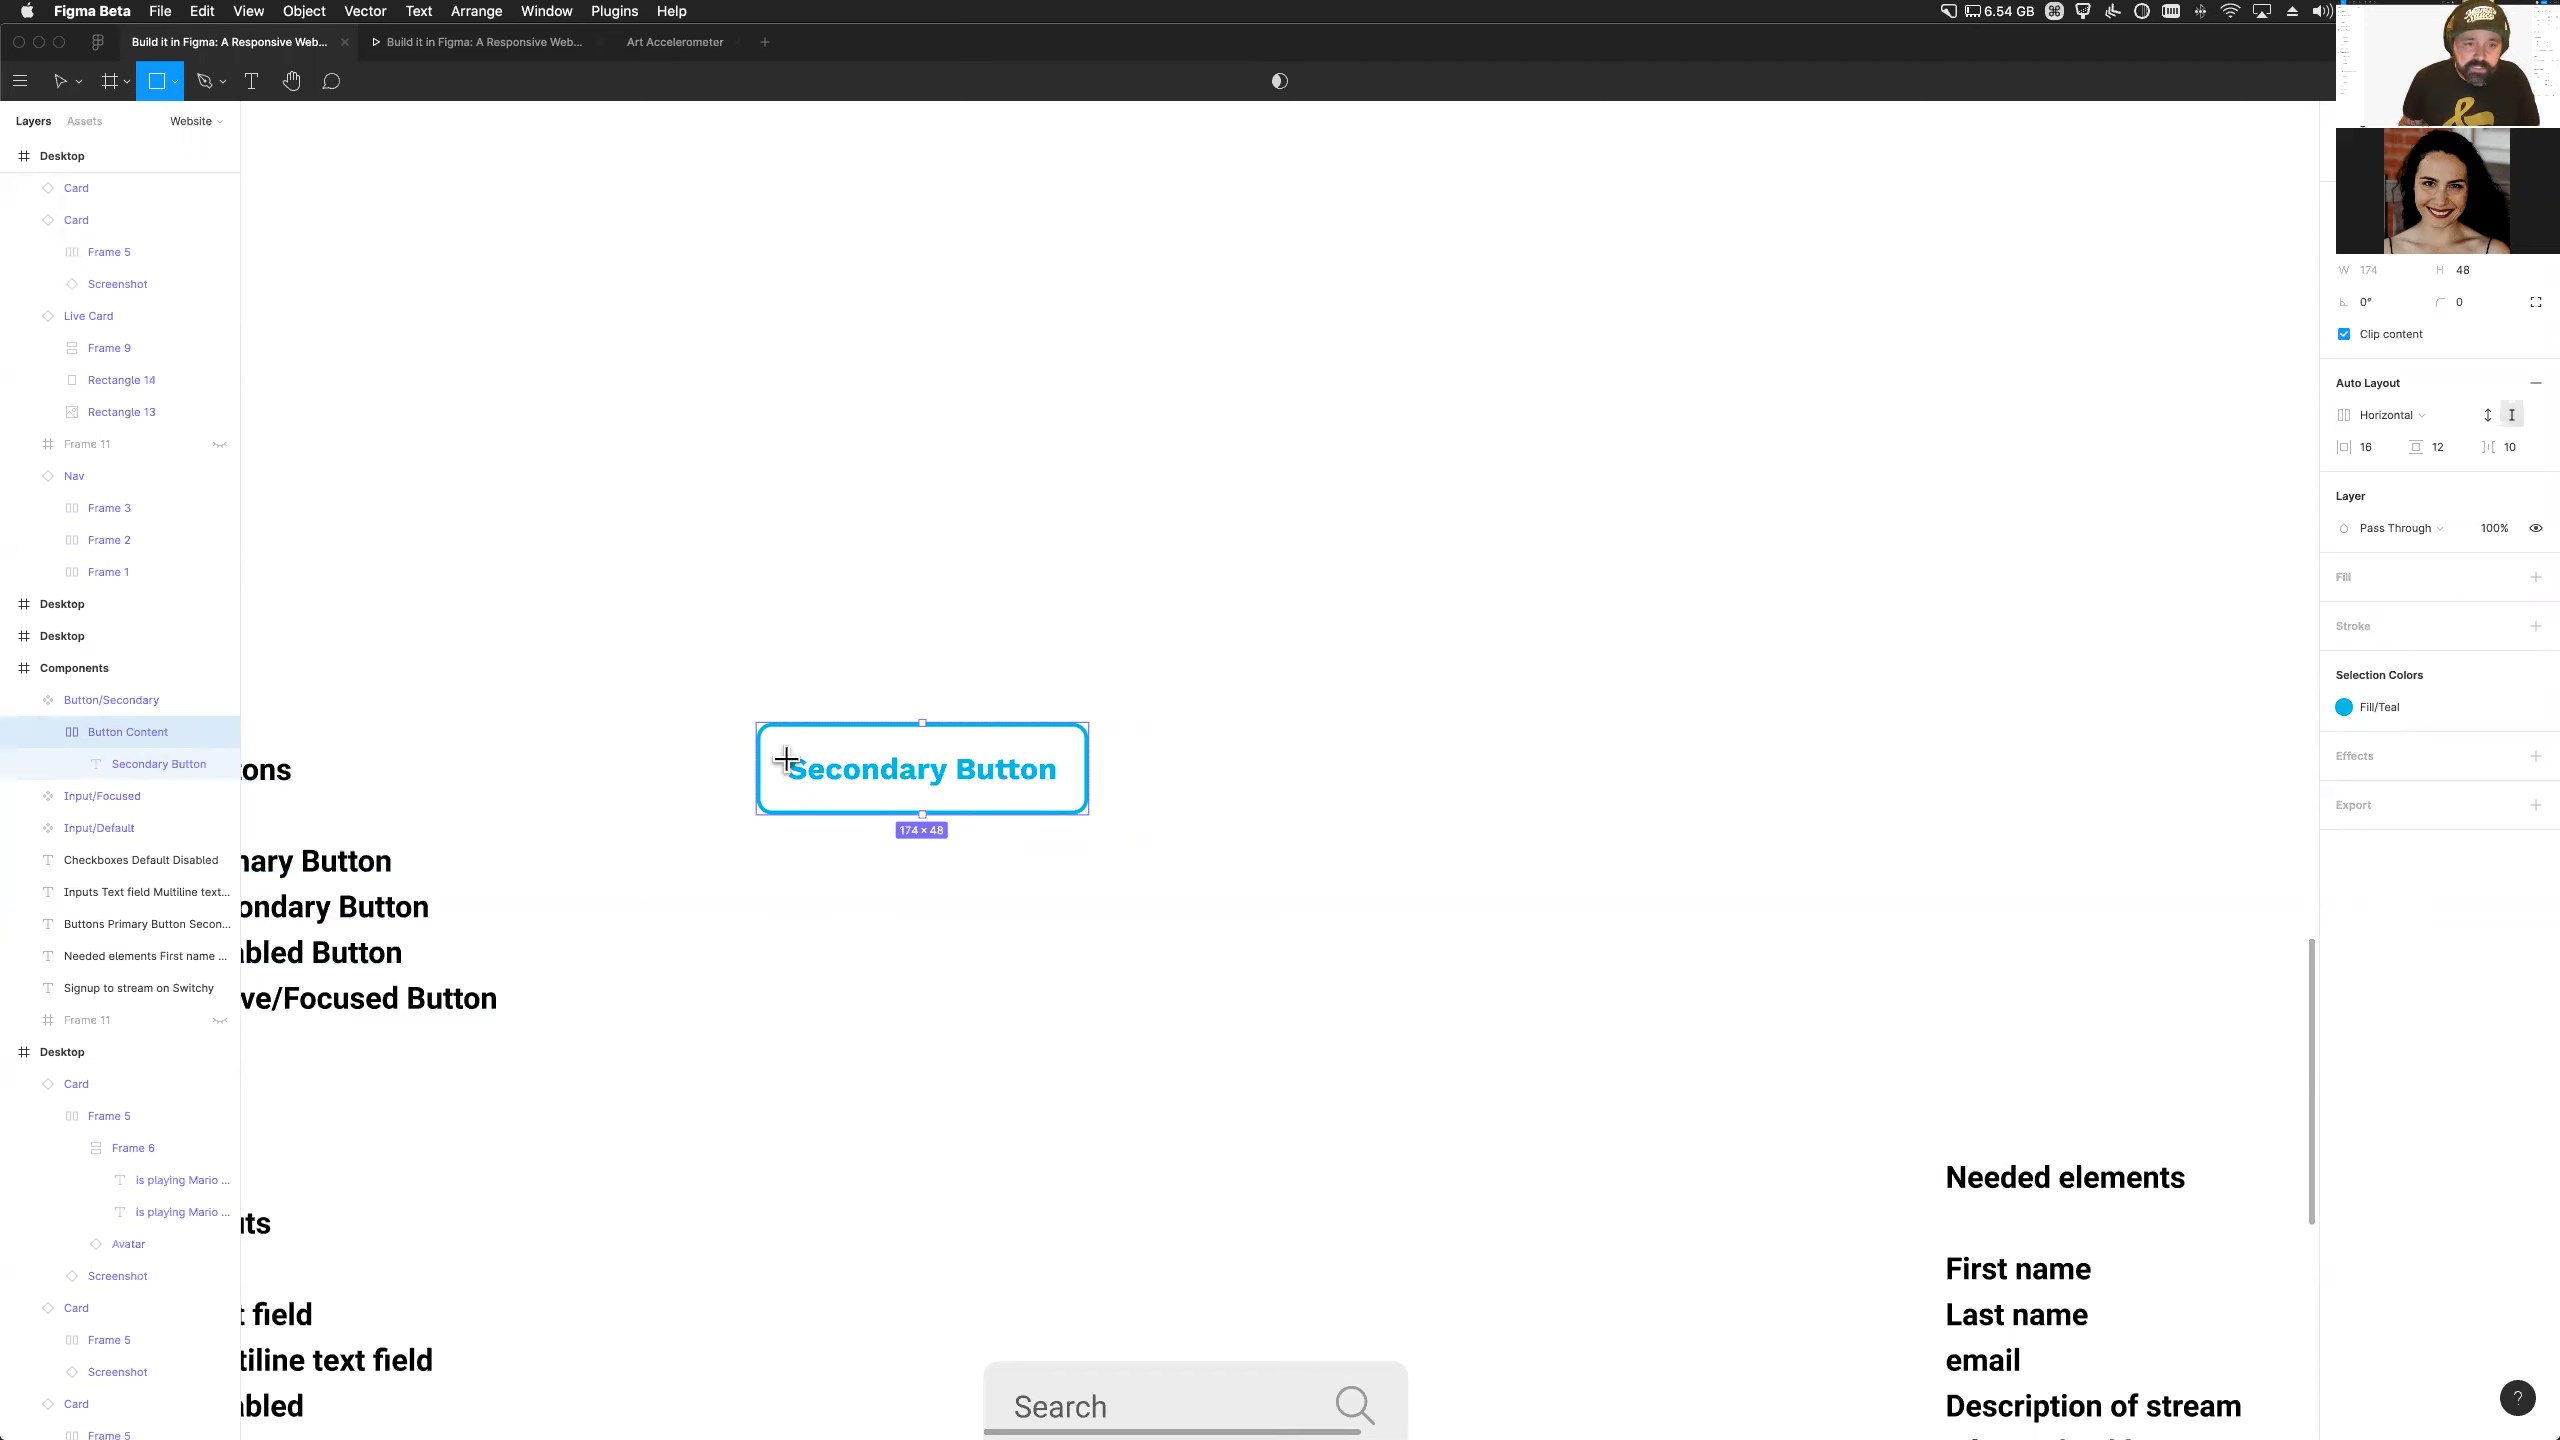 Figma Beta File Edit View Object Vector Text Arrange Window Plugins Help 6.54 GB
Build it in Figma: A Responsive Web... Build it in Figma: A Responsive Web... Art Accelerometer
Layers Assets Website
Desktop
Card
Card
Frame 5
Screenshot
Live Card
Frame 9
Rectangle 14
Rectangle 13
Frame 11
Nav
Frame 3
Frame 2
Frame 1
Desktop
Desktop
Components
Button/Secondary
Button Content
Secondary Button
Input/Focused
Input/Default
Checkboxes Default Disabled
Inputs Text field Multiline text...
Buttons Primary Button Secon...
Needed elements First name ...
Signup to stream on Switchy
Frame 11
Desktop
Card
Frame 5
Frame 6
is playing Mario ...
is playing Mario ...
Avatar
Screenshot
Card
Frame 5
Screenshot
Card
Frame 5
ons
Secondary Button
174 × 48
nary Button
ondary Button
abled Button
ve/Focused Button
uts
t field
tiline text field
abled
Search
Needed elements
First name
Last name
email
Description of stream
W 174 H 48
0° 0
Clip content
Auto Layout
Horizontal
16 12 10
Layer
Pass Through 100%
Fill
Stroke
Selection Colors
Fill/Teal
Effects
Export
?